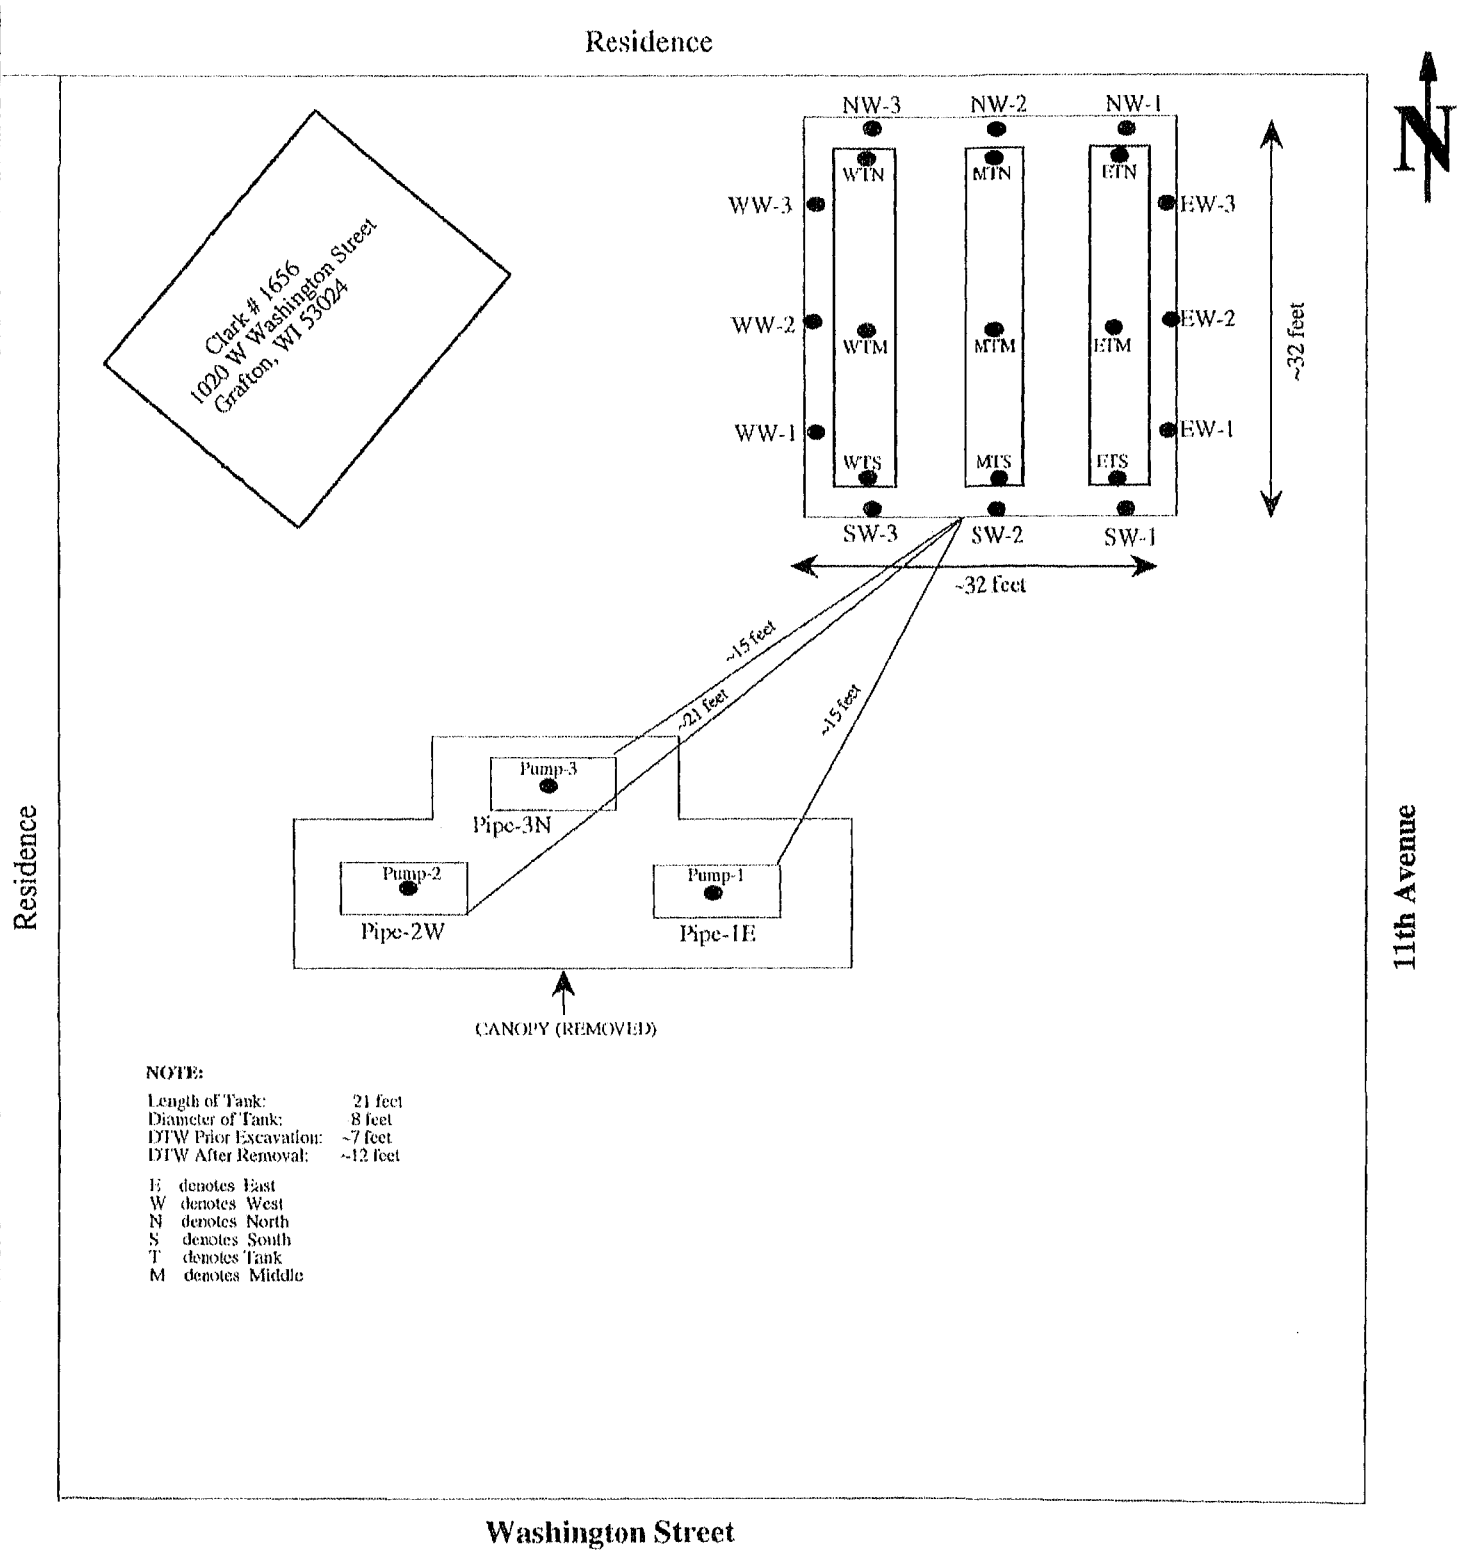 Residence
N
NW-3 NW-2 NW-1
WTN MTN ETN
WW-3 EW-3
Clark # 1656
1020 W Washington Street
Grafton, WI 53024
WW-2 EW-2
WTM MTM ETM
~32 feet
WW-1 EW-1
WTS MTS ETS
SW-3 SW-2 SW-1
~32 feet
~15 feet
~21 feet
~15 feet
Pump-3
Pipe-3N
Pump-2 Pump-1
Pipe-2W Pipe-1E
Residence
11th Avenue
CANOPY (REMOVED)
NOTE:
Length of Tank: 21 feet
Diameter of Tank: 8 feet
DTW Prior Excavation: ~7 feet
DTW After Removal: ~12 feet
E denotes East
W denotes West
N denotes North
S denotes South
T denotes Tank
M denotes Middle
Washington Street